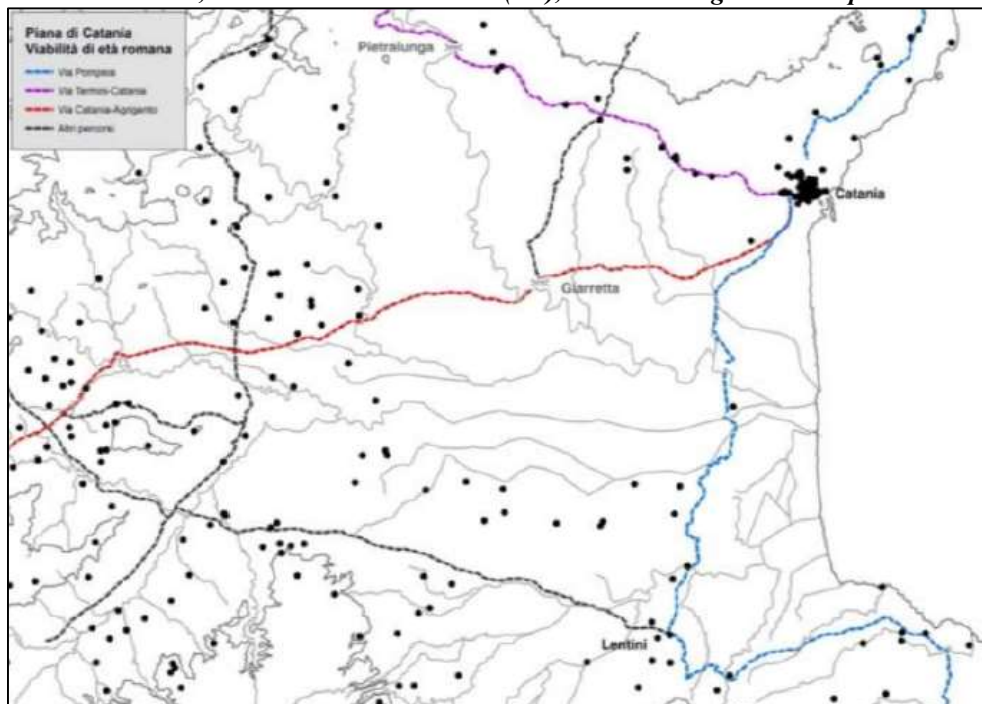 Piana di Catania
Viabilità di età romana
Via Pompeia
Via Termini-Catania
Via Catania-Agrigento
Altri percorsi
Pietralunga
Catania
Giarretta
Lentini